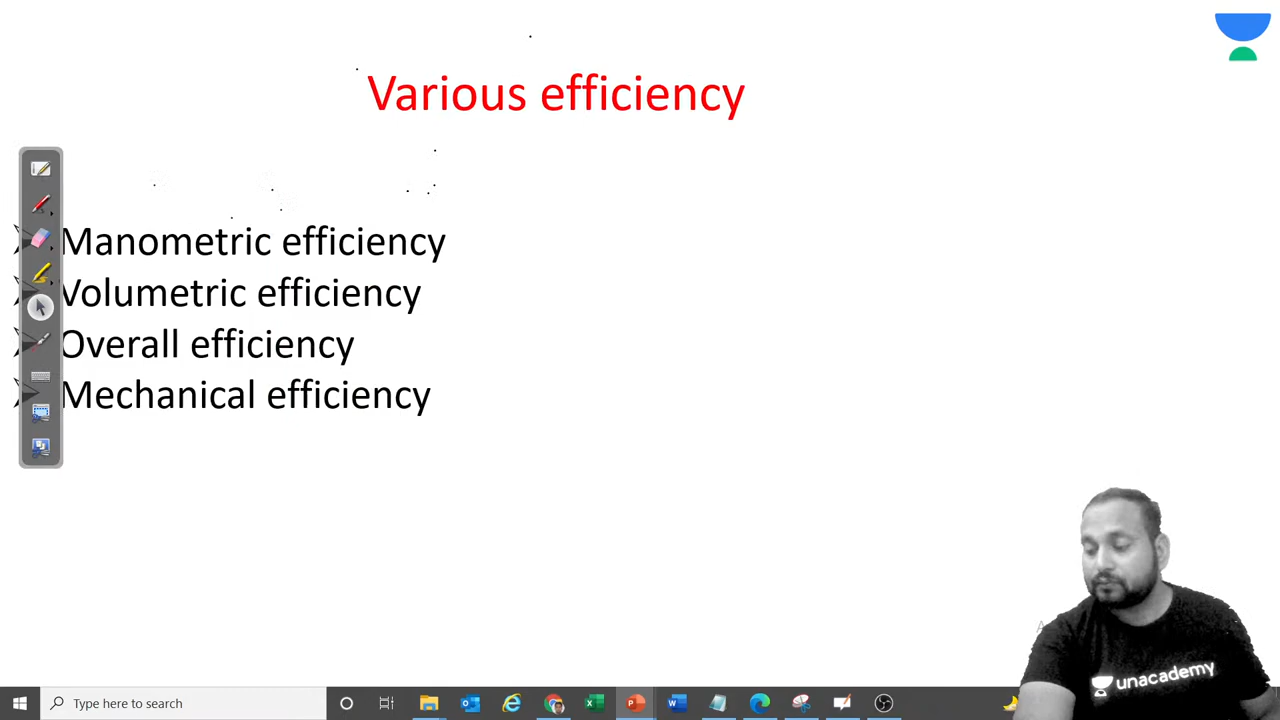 Various efficiency
Manometric efficiency
Volumetric efficiency
Overall efficiency
Mechanical efficiency
unacademy
Type here to search